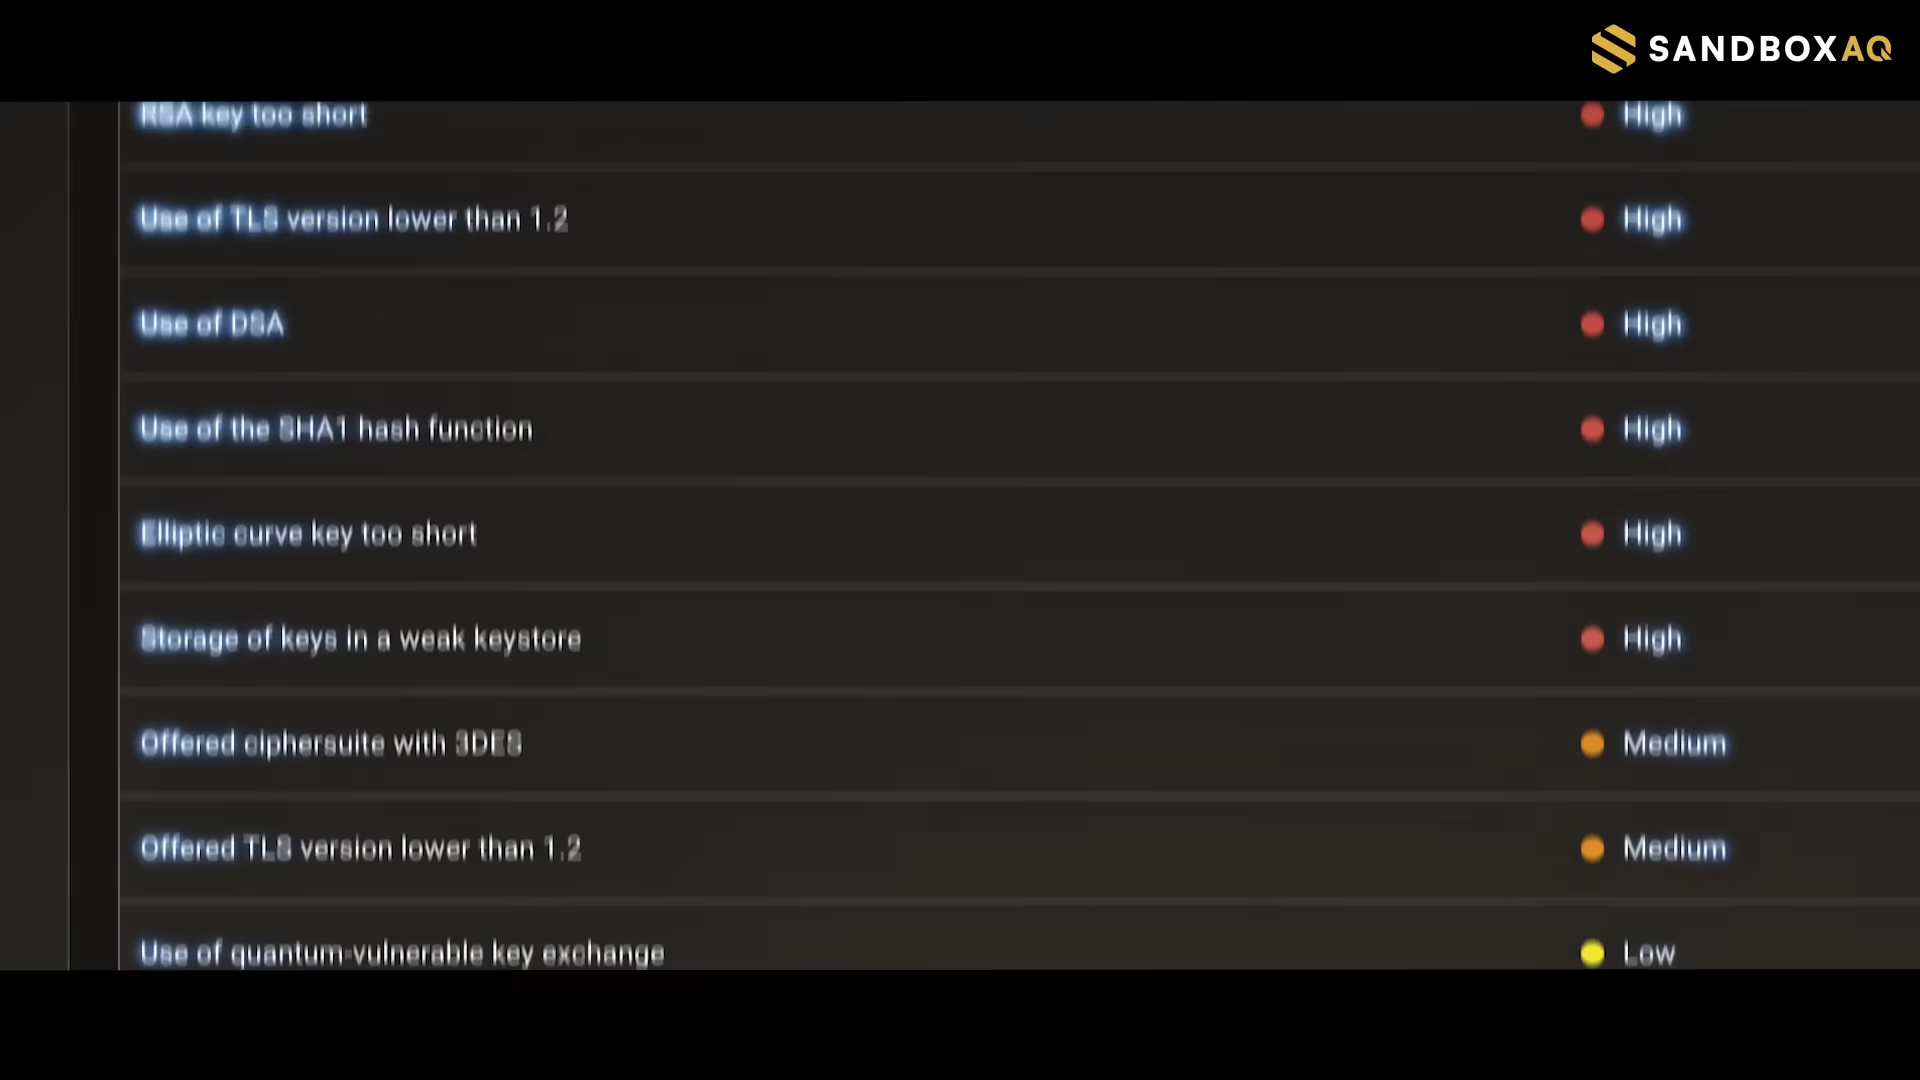 SANDBOXAQ
RSA key too short High
Use of TLS version lower than 1.2 High
Use of DSA High
Use of the SHA1 hash function High
Elliptic curve key too short High
Storage of keys in a weak keystore High
Offered ciphersuite with 3DES Medium
Offered TLS version lower than 1.2 Medium
Use of quantum-vulnerable key exchange Low